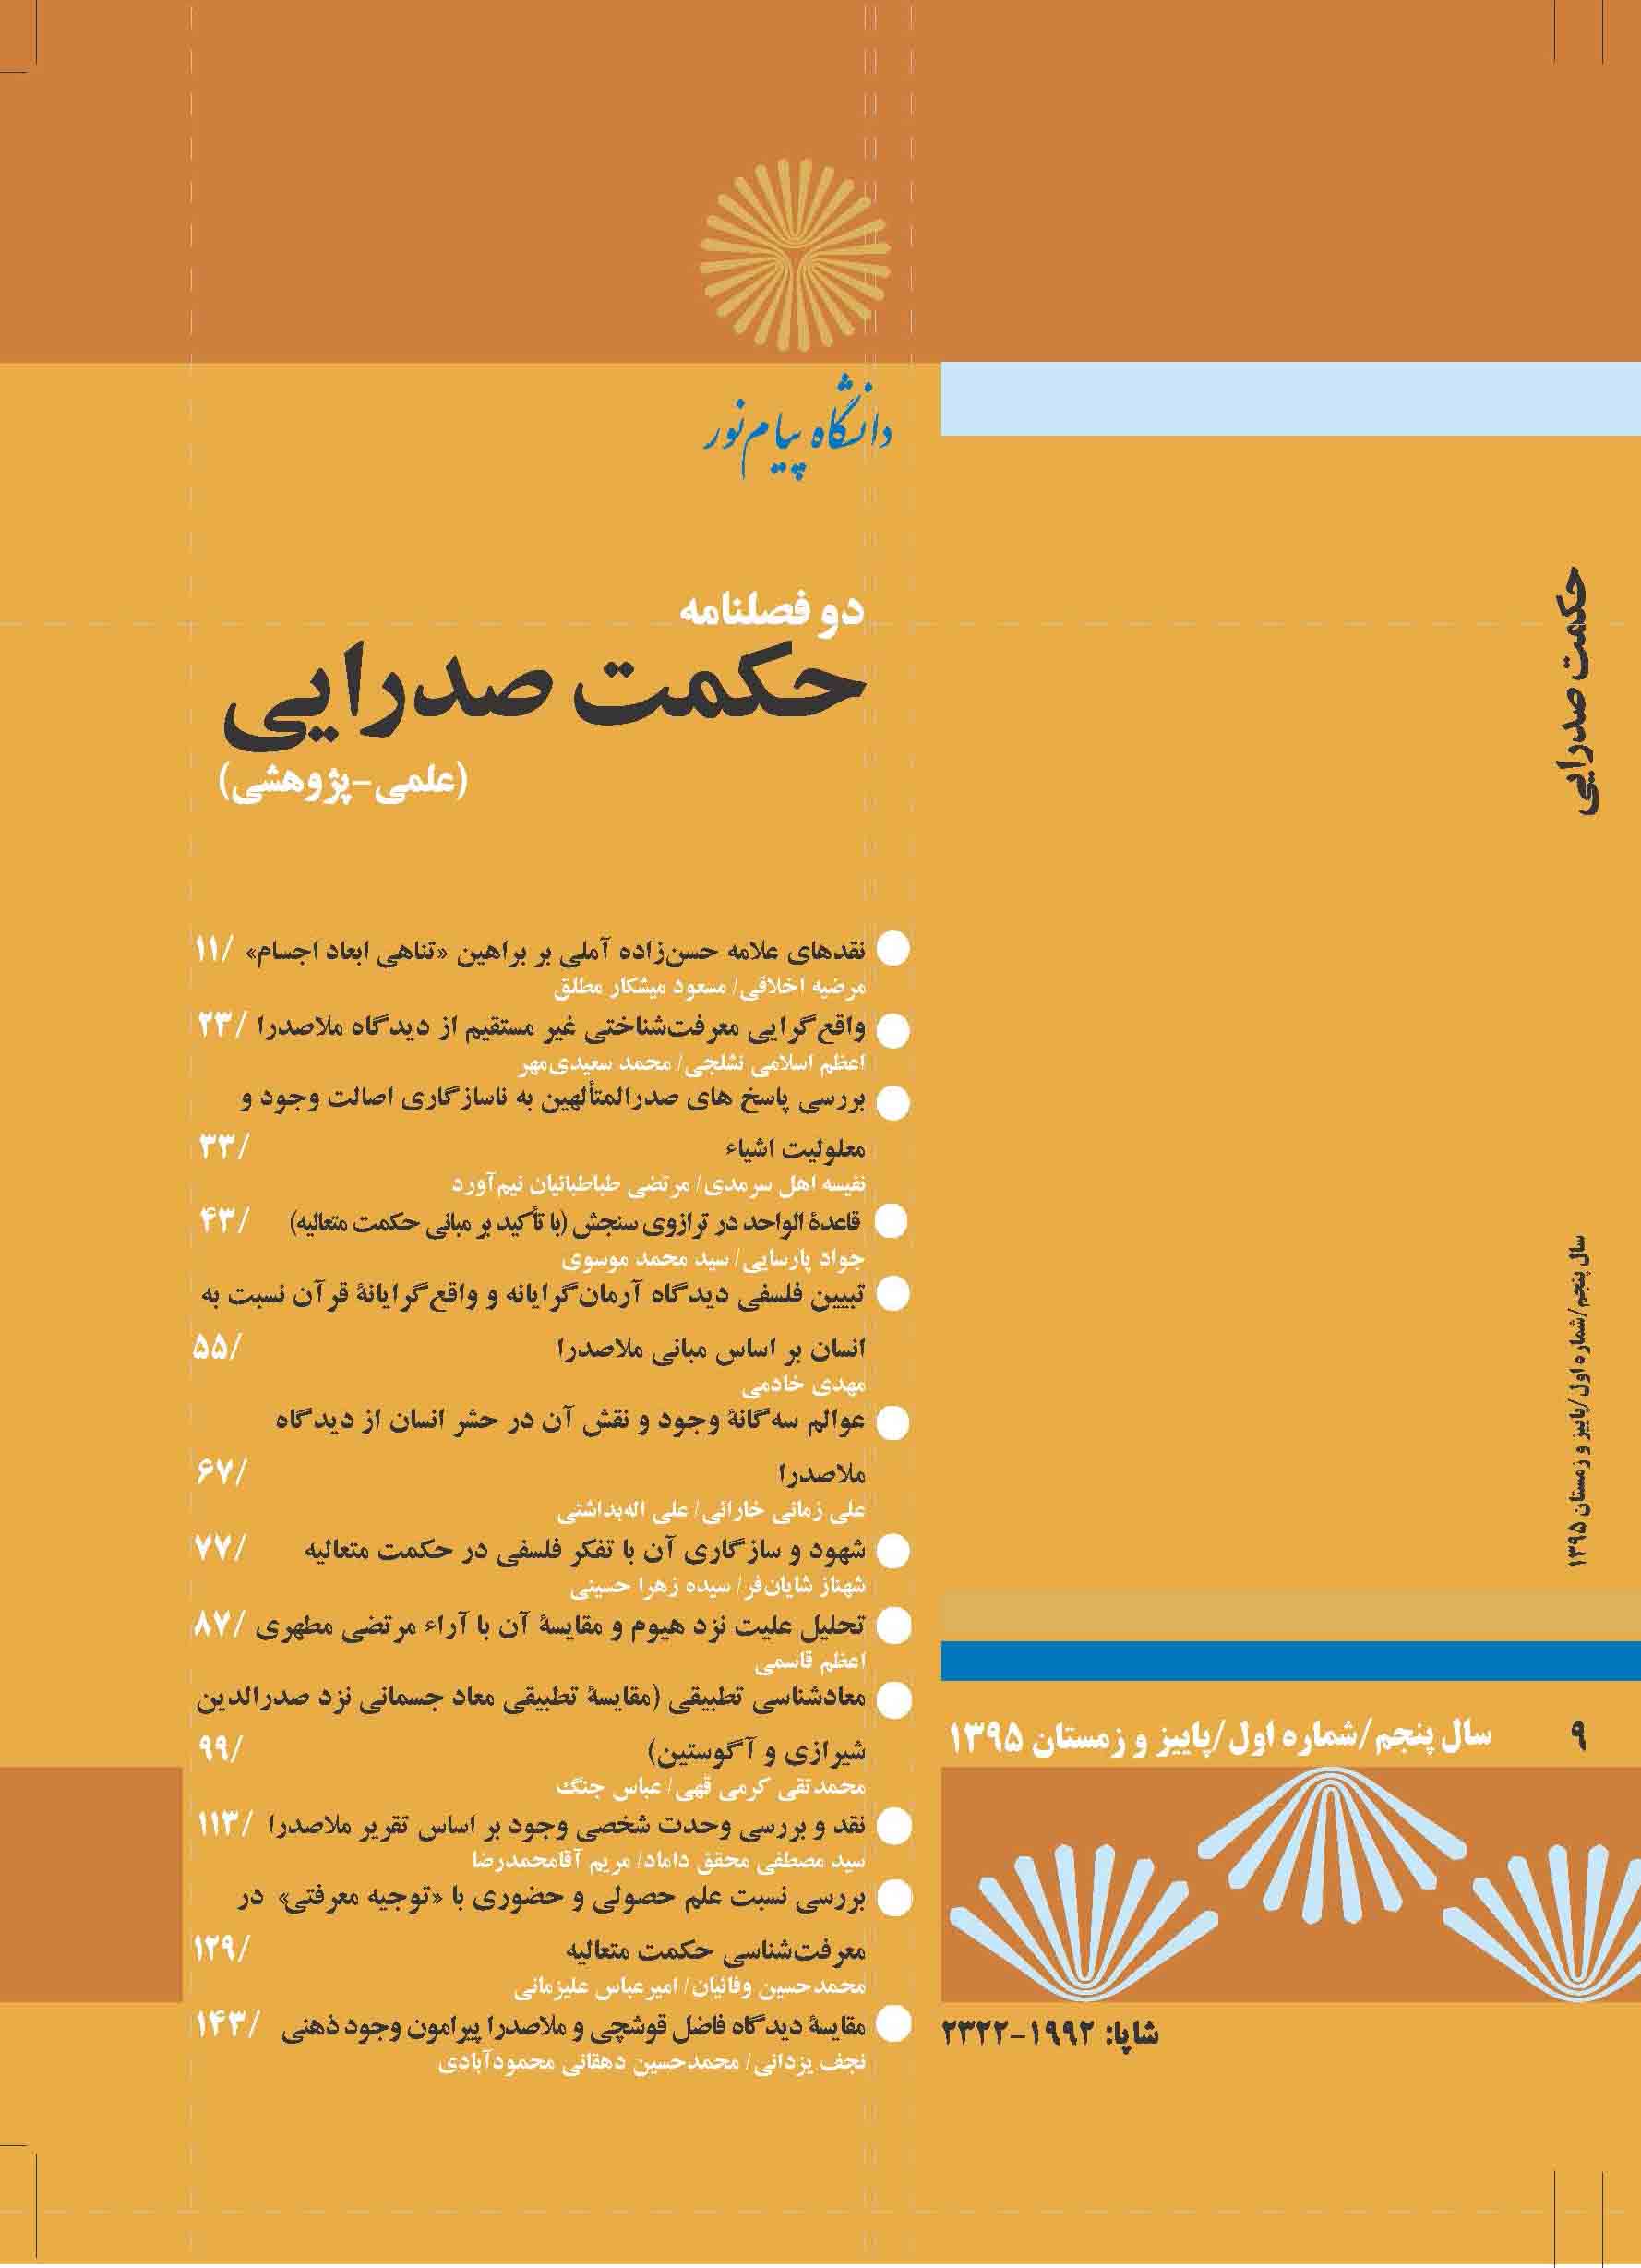 دانشگاه پیام‌نور
دو فصلنامه
حکمت صدرایی
(علمی-پژوهشی)
نقدهای علامه حسن‌زاده آملی بر براهین «تناهی ابعاد اجسام» /۱۱
مرضیه اخلاقی/ مسعود میشکار مطلق
واقع‌گرایی معرفت‌شناختی غیر مستقیم از دیدگاه ملاصدرا /۲۳
اعظم اسلامی نشلجی/ محمد سعیدی‌مهر
بررسی پاسخ های صدرالمتألهین به ناسازگاری اصالت وجود و
معلولیت اشیاء /۳۳
نفیسه اهل سرمدی/ مرتضی طباطبائیان نیم‌آورد
قاعدهٔ الواحد در ترازوی سنجش (با تأکید بر مبانی حکمت متعالیه) /۴۳
جواد پارسایی/ سید محمد موسوی
تبیین فلسفی دیدگاه آرمان‌گرایانه و واقع‌گرایانهٔ قرآن نسبت به
انسان بر اساس مبانی ملاصدرا /۵۵
مهدی خادمی
عوالم سه‌گانهٔ وجود و نقش آن در حشر انسان از دیدگاه
ملاصدرا /۶۷
علی زمانی خارائی/ علی اله‌بداشتی
شهود و سازگاری آن با تفکر فلسفی در حکمت متعالیه /۷۷
شهناز شایان‌فر/ سیده زهرا حسینی
تحلیل علیت نزد هیوم و مقایسهٔ آن با آراء مرتضی مطهری /۸۷
اعظم قاسمی
معادشناسی تطبیقی (مقایسهٔ تطبیقی معاد جسمانی نزد صدرالدین
شیرازی و آگوستین) /۹۹
محمدتقی کرمی قهی/ عباس جنگ
نقد و بررسی وحدت شخصی وجود بر اساس تقریر ملاصدرا /۱۱۳
سید مصطفی محقق داماد/ مریم آقامحمدرضا
بررسی نسبت علم حصولی و حضوری با «توجیه معرفتی» در
معرفت‌شناسی حکمت متعالیه /۱۲۹
محمدحسین وفائیان/ امیرعباس علیزمانی
مقایسهٔ دیدگاه فاضل قوشچی و ملاصدرا پیرامون وجود ذهنی /۱۴۳
نجف یزدانی/ محمدحسین دهقانی محمودآبادی
سال پنجم/شماره اول/پاییز و زمستان ۱۳۹۵
شاپا: ۱۹۹۲-۲۳۲۲
حکمت صدرایی
سال پنجم/شماره اول/پاییز و زمستان ۱۳۹۵
۹